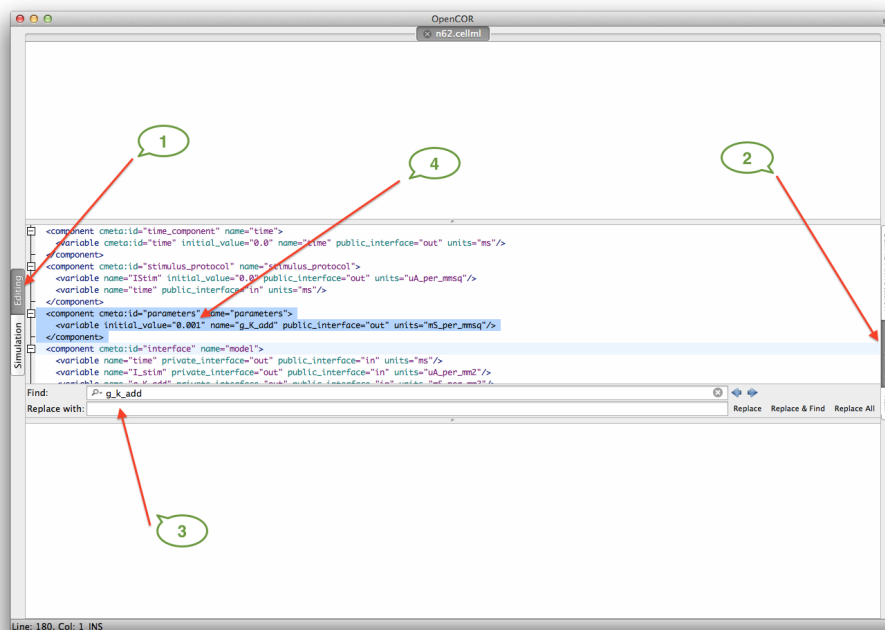 OpenCOR
n62.cellml
1
4
2
<component cmeta:id="time_component" name="time">
<variable cmeta:id="time" initial_value="0.0" name="time" public_interface="out" units="ms"/>
</component>
<component cmeta:id="stimulus_protocol" name="stimulus_protocol">
<variable name="IStim" initial_value="0.0" public_interface="out" units="uA_per_mmsq"/>
<variable name="time" public_interface="in" units="ms"/>
</component>
<component cmeta:id="parameters" name="parameters">
<variable initial_value="0.001" name="g_K_add" public_interface="out" units="mS_per_mmsq"/>
</component>
<component cmeta:id="interface" name="model">
<variable name="time" private_interface="out" public_interface="in" units="ms"/>
<variable name="I_stim" private_interface="out" public_interface="in" units="uA_per_mm2"/>
Editing
Simulation
Find: g_k_add
Replace with:
Replace Replace & Find Replace All
3
Line: 180, Col: 1 INS